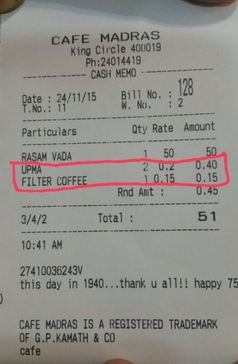 CAFE MADRAS
King Circle 400019
Ph:24014419
CASH MEMO
Date : 24/11/15 Bill No. : 128
T.No.: 11 W. No. : 2
Particulars Qty Rate Amount
RASAM VADA 1 50 50
UPMA 2 0.2 0.40
FILTER COFFEE 1 0.15 0.15
Rnd Amt : 0.45
3/4/2 Total : 51
10:41 AM
27410036243V
this day in 1940...thank u all!! happy 75
CAFE MADRAS IS A REGISTERED TRADEMARK
OF G.P.KAMATH & CO
cafe